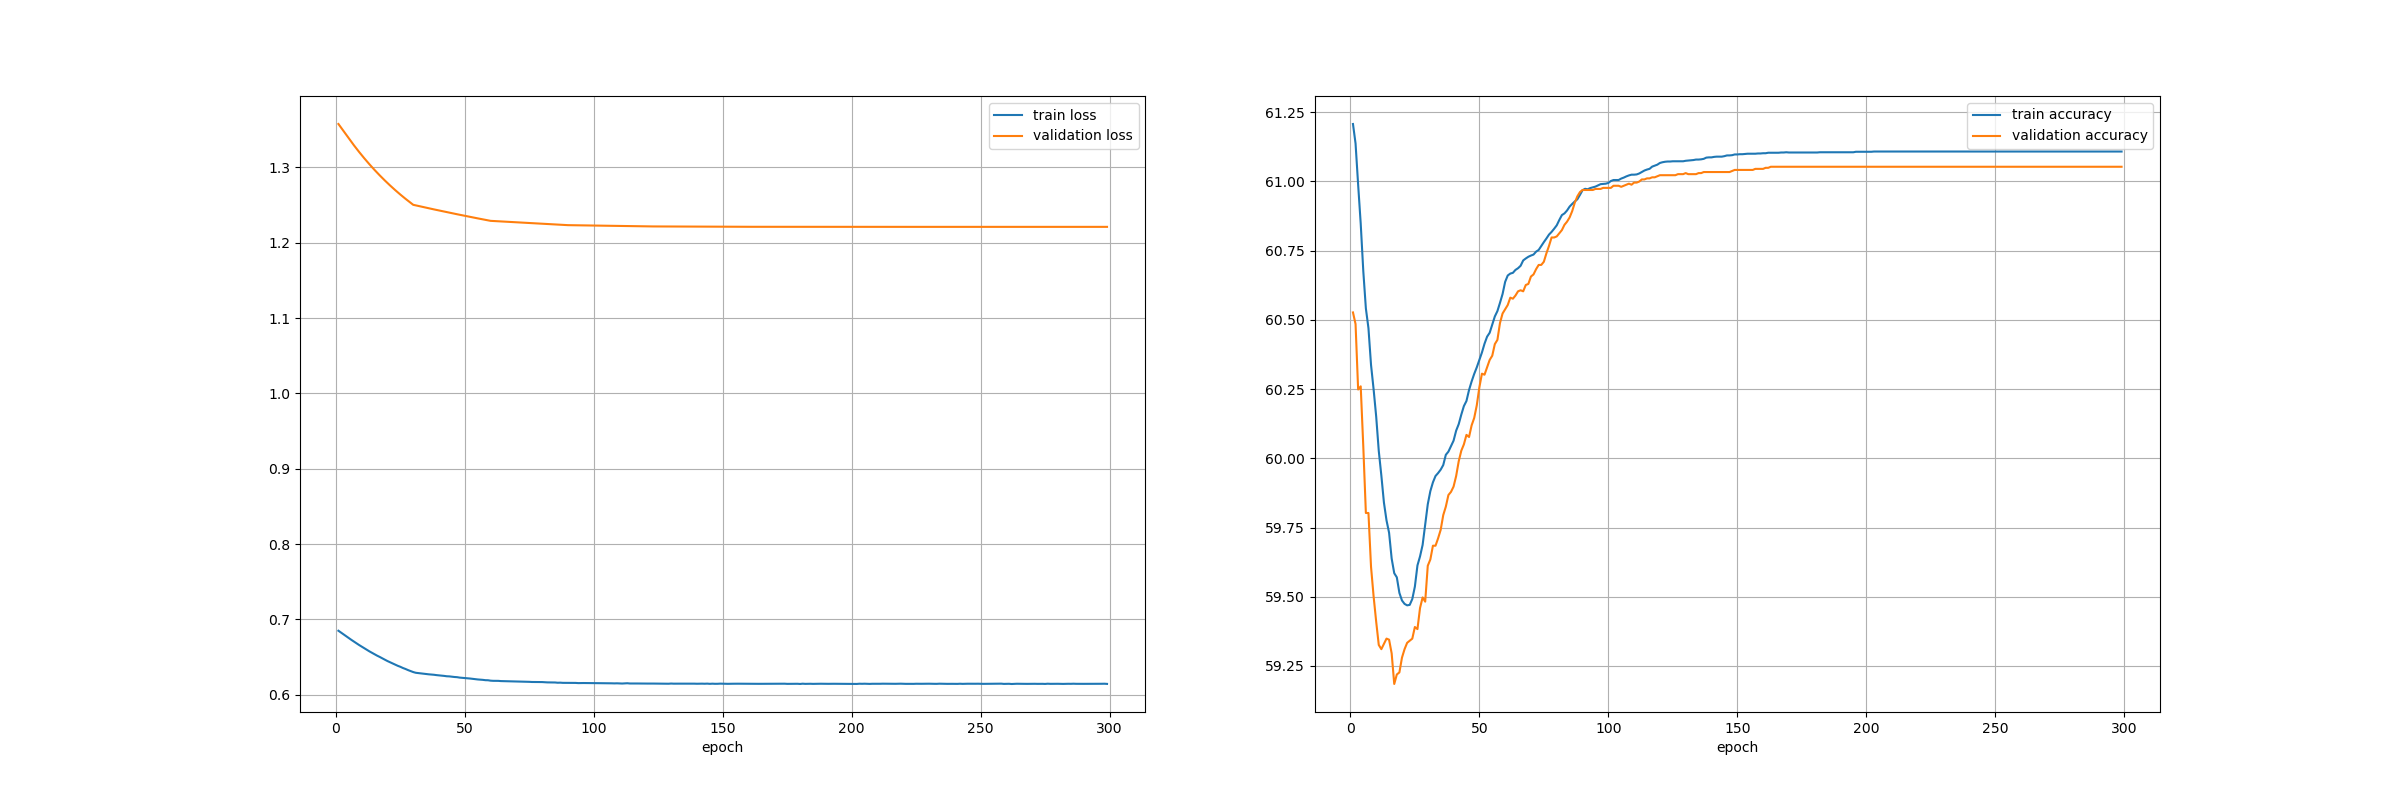 train loss
validation loss
1.3
1.2
1.1
1.0
0.9
0.8
0.7
0.6
0 50 100 150 200 250 300
epoch
train accuracy
validation accuracy
61.25
61.00
60.75
60.50
60.25
60.00
59.75
59.50
59.25
0 50 100 150 200 250 300
epoch